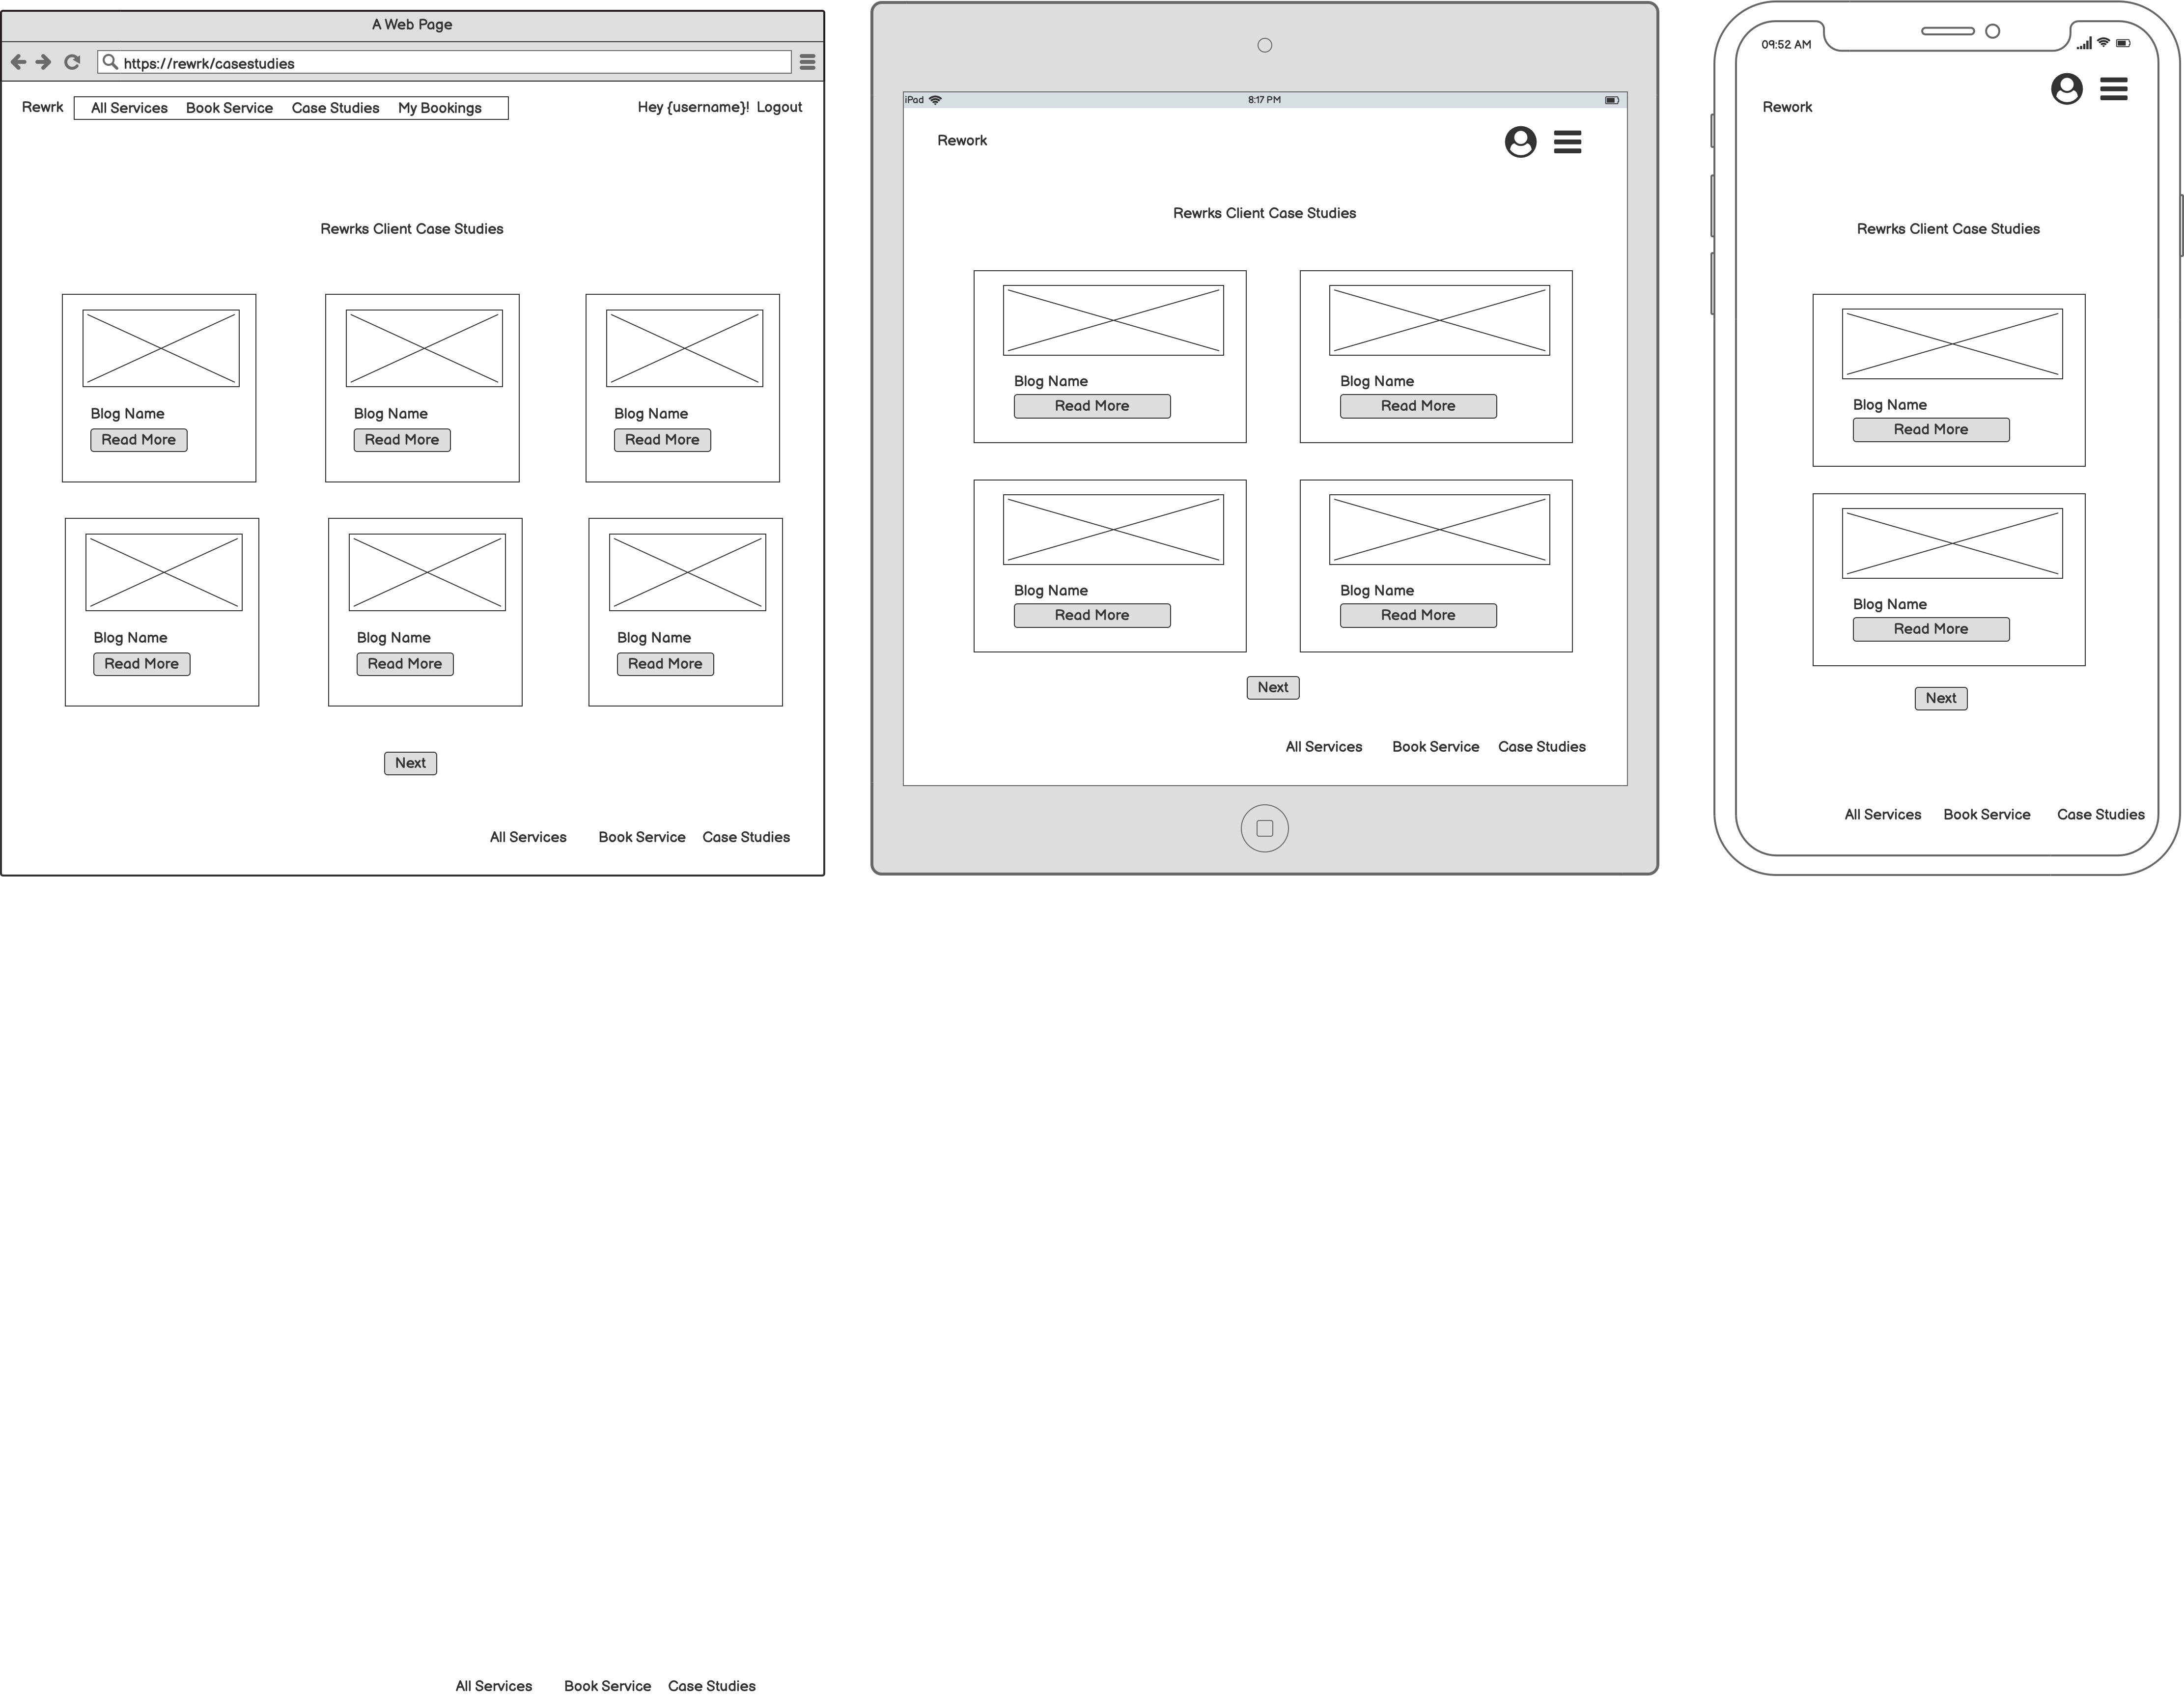 A Web Page
https://rewrk/casestudies
Rewrk All Services Book Service Case Studies My Bookings Hey {username}! Logout
Rewrks Client Case Studies
Blog Name Blog Name Blog Name
Read More Read More Read More
Blog Name Blog Name Blog Name
Read More Read More Read More
Next
All Services Book Service Case Studies
iPad 8:17 PM
Rework
Rewrks Client Case Studies
Blog Name Blog Name
Read More Read More
Blog Name Blog Name
Read More Read More
Next
All Services Book Service Case Studies
09:52 AM
Rework
Rewrks Client Case Studies
Blog Name
Read More
Blog Name
Read More
Next
All Services Book Service Case Studies
All Services Book Service Case Studies